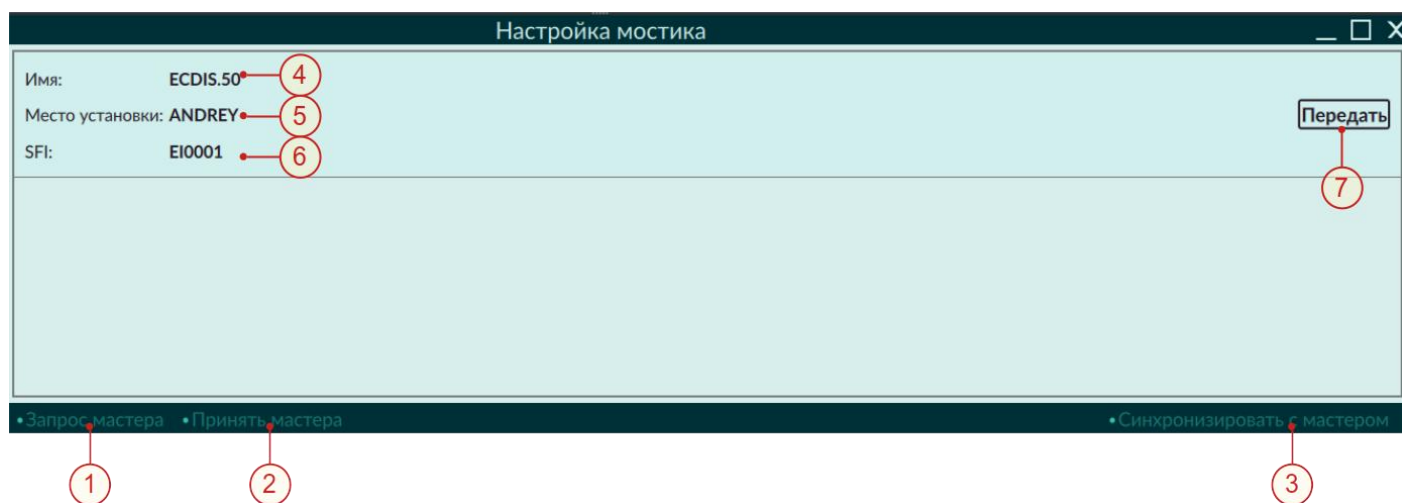 Настройка мостика
Имя: ECDIS.50 4
Место установки: ANDREY 5
Передать
SFI: EI0001 6
7
•Запрос мастера •Принять мастера •Синхронизировать с мастером
1 2 3